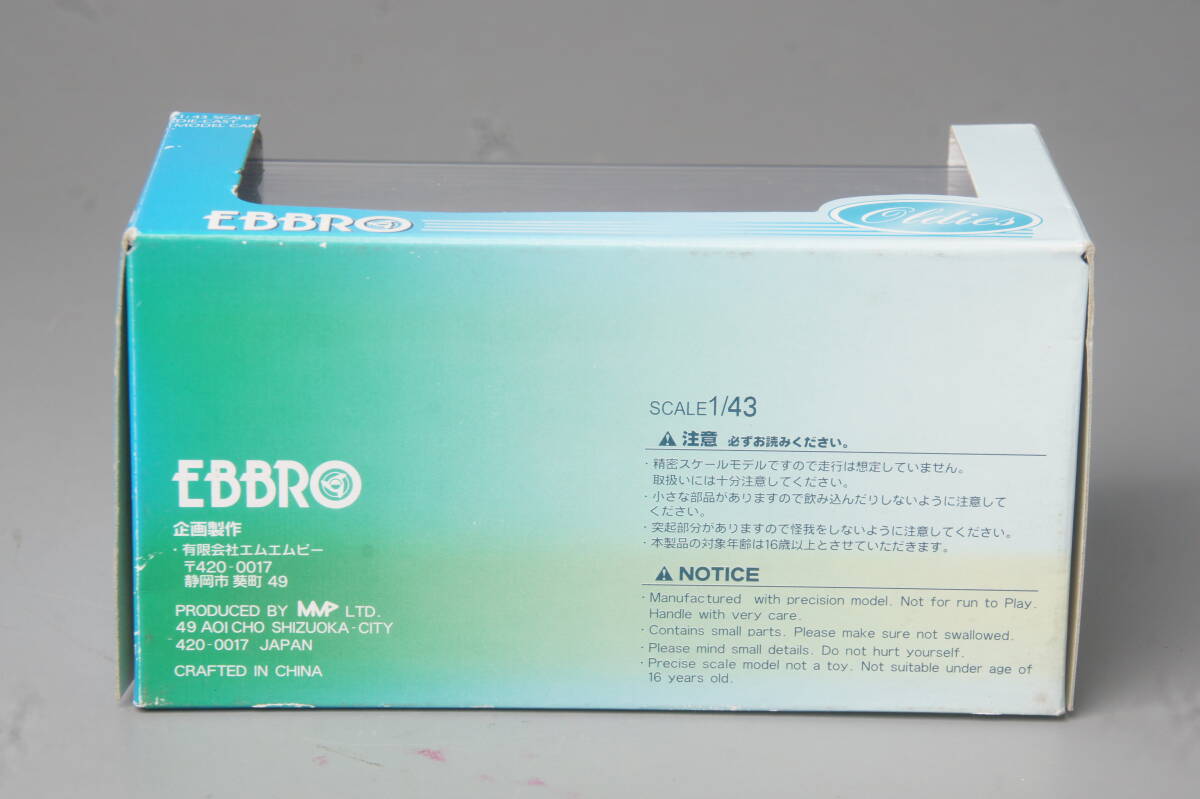 1/43 SCALE
DIE-CAST
MODEL CAR
EBBRO
Oldies
SCALE1/43
注意 必ずお読みください。
・精密スケールモデルですので走行は想定していません。
取扱いには十分注意してください。
・小さな部品がありますので飲み込んだりしないように注意して
ください。
・突起部分がありますので怪我をしないように注意してください。
・本製品の対象年齢は16歳以上とさせていただきます。
NOTICE
・Manufactured with precision model. Not for run to Play.
Handle with very care.
・Contains small parts. Please make sure not swallowed.
・Please mind small details. Do not hurt yourself.
・Precise scale model not a toy. Not suitable under age of
16 years old.
EBBRO
企画製作
・有限会社エムエムピー
〒420-0017
静岡市 葵町 49
PRODUCED BY MMP LTD.
49 AOI CHO SHIZUOKA-CITY
420-0017 JAPAN
CRAFTED IN CHINA